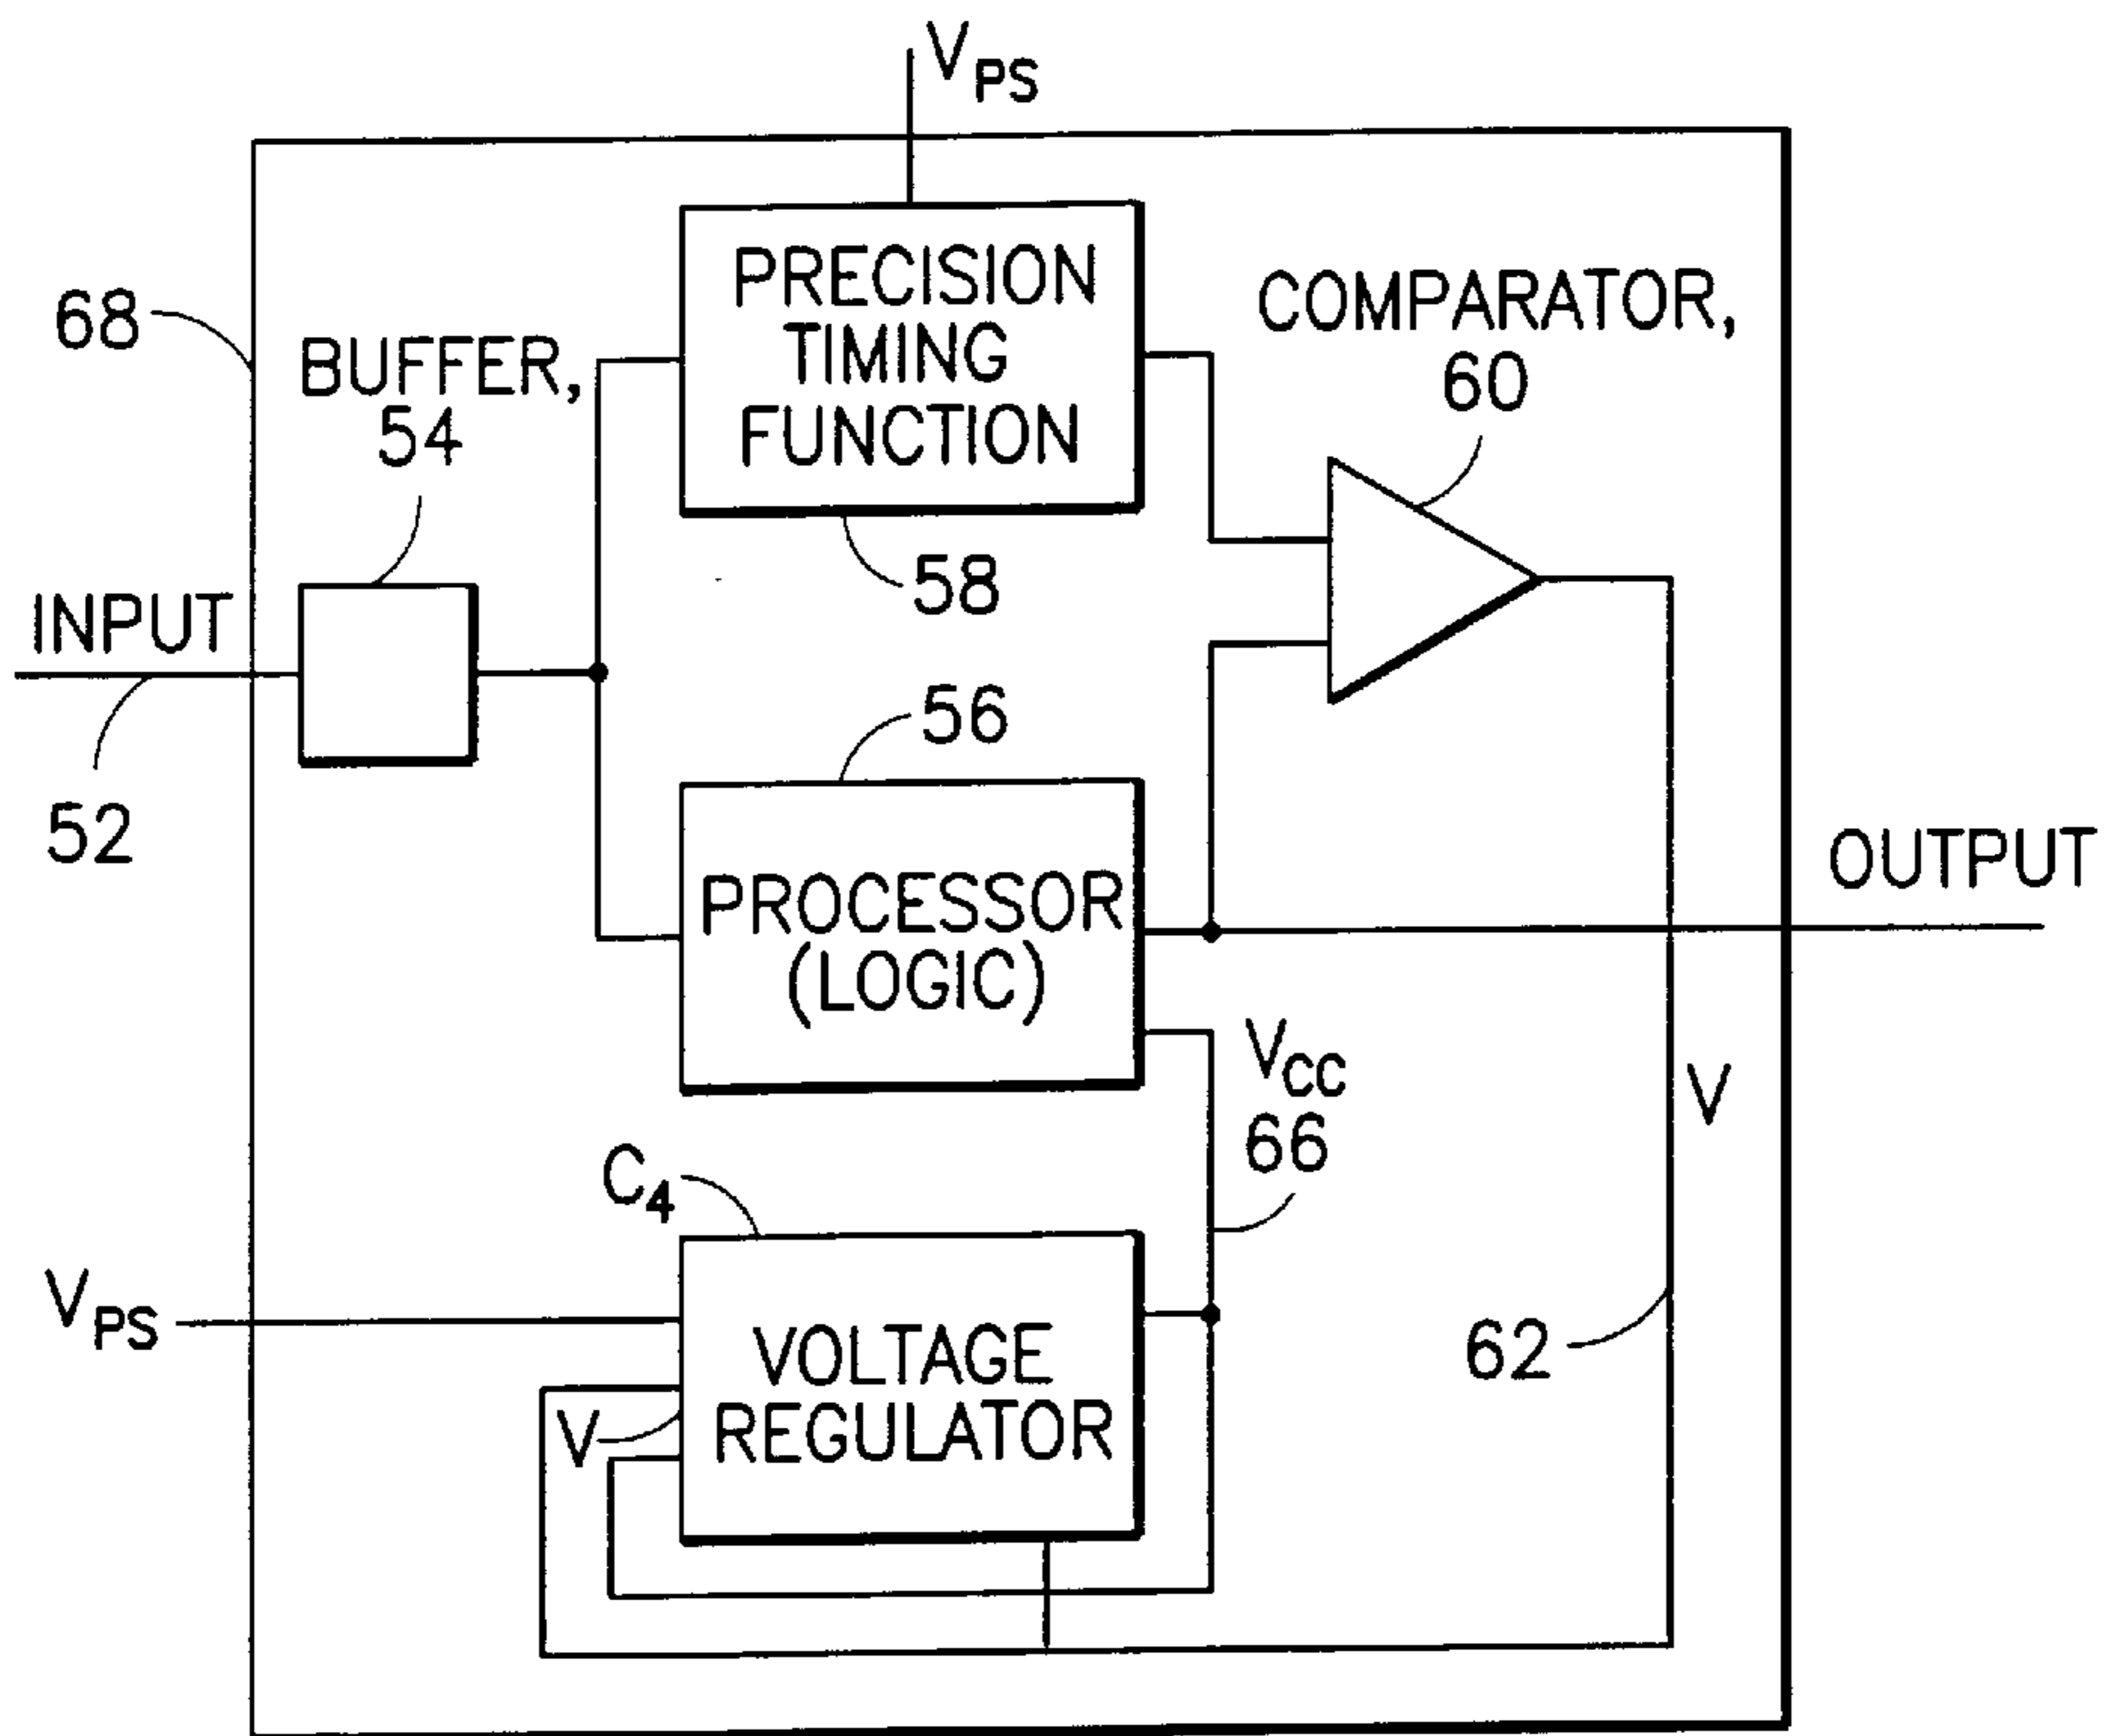 VPS
68
BUFFER,
54
PRECISION
TIMING
FUNCTION
58
COMPARATOR,
60
INPUT
52
56
PROCESSOR
(LOGIC)
OUTPUT
VCC
66
V
C4
VPS
VOLTAGE
REGULATOR
V
62